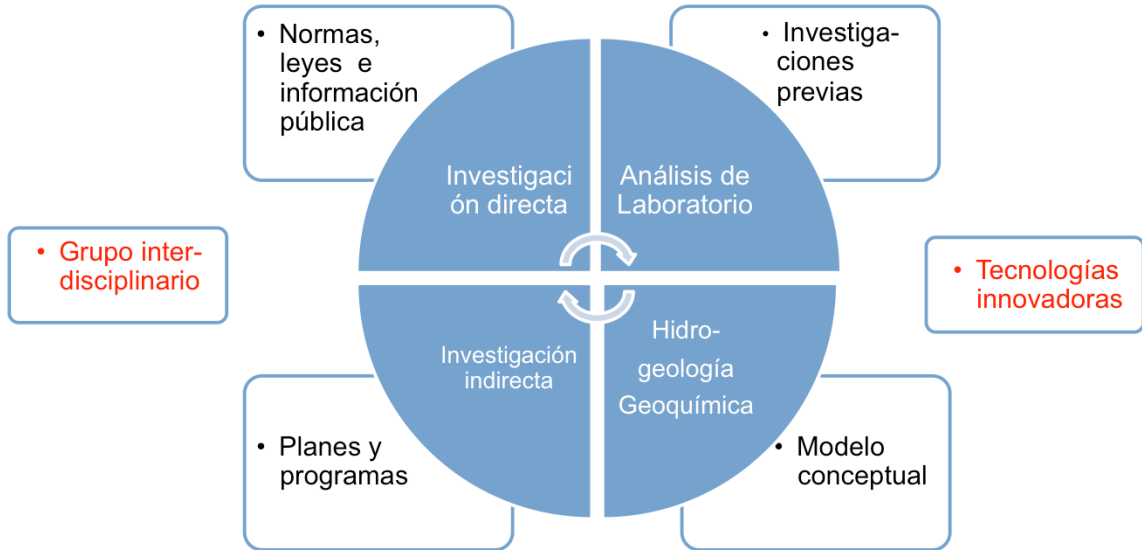 • Normas,
leyes e
información
pública
• Investiga-
ciones
previas
Investigaci
ón directa
Análisis de
Laboratorio
• Grupo inter-
disciplinario
• Tecnologías
innovadoras
Investigación
indirecta
Hidro-
geología
Geoquímica
• Planes y
programas
• Modelo
conceptual